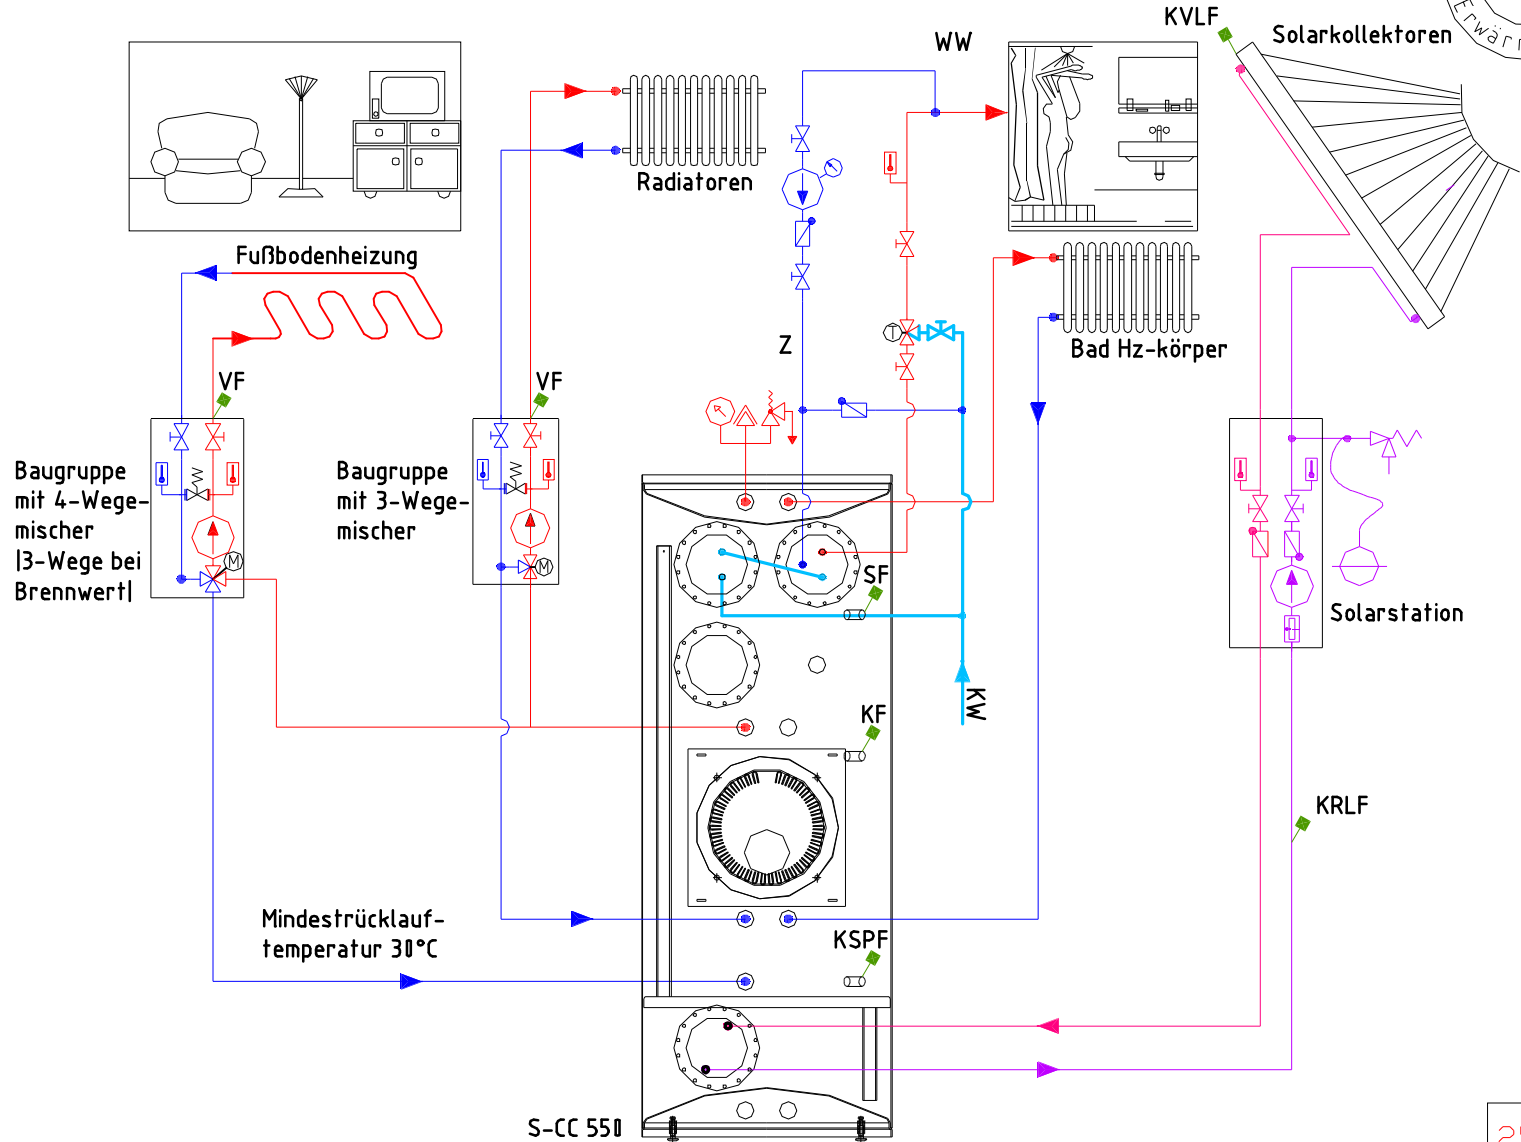 KVLF
Solarkollektoren
Erwär
WW
Radiatoren
Fußbodenheizung
Z
Bad Hz-körper
VF
VF
Baugruppe
mit 4-Wege-
mischer
|3-Wege bei
Brennwert|
Baugruppe
mit 3-Wege-
mischer
T
M
M
SF
Solarstation
KW
KF
KRLF
Mindestrücklauf-
temperatur 30°C
KSPF
S-CC 550